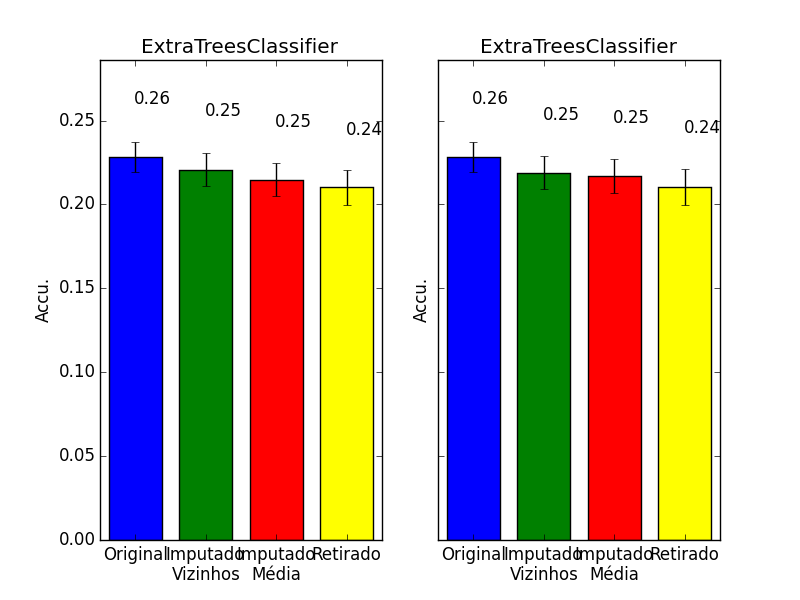 ExtraTreesClassifier
0.26
0.25
0.25
0.24
0.25
0.20
0.15
0.10
0.05
0.00
Accu.
Original
Imputado
Vizinhos
Imputado
Média
Retirado
ExtraTreesClassifier
0.26
0.25
0.25
0.24
Accu.
Original
Imputado
Vizinhos
Imputado
Média
Retirado